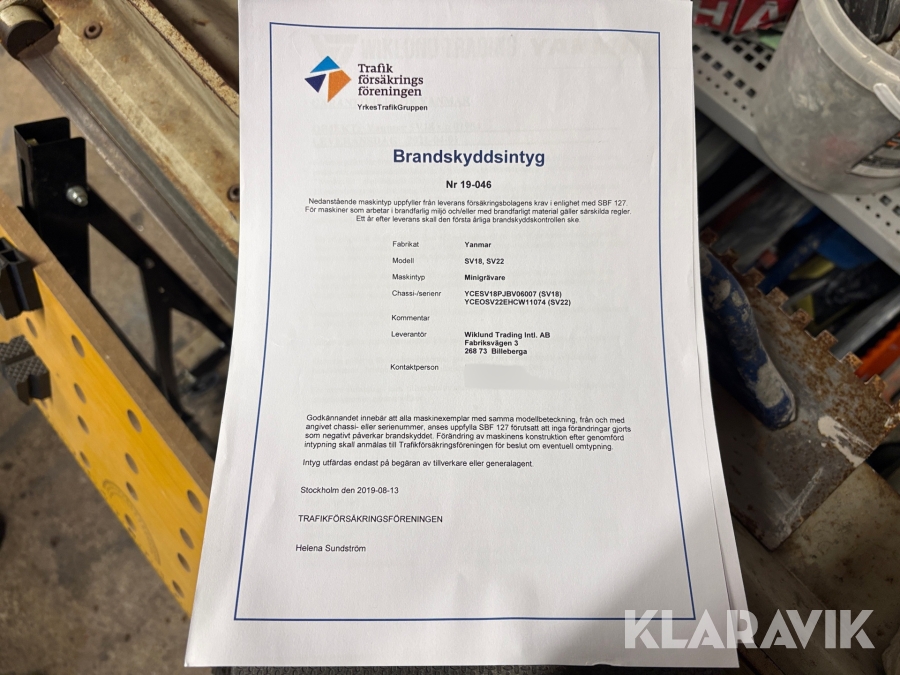 Trafik
försäkrings
föreningen
YrkesTrafikGruppen
Brandskyddsintyg
Nr 19-046
Nedanstående maskintyp uppfyller från leverans försäkringsbolagens krav i enlighet med SBF 127.
För maskiner som arbetar i brandfarlig miljö och/eller med brandfarligt material gäller särskilda regler.
Ett år efter leverans skall den första årliga brandskyddskontrollen ske.
Fabrikat Yanmar
Modell SV18, SV22
Maskintyp Minigrävare
Chassi-/serienr YCESV18PJBV06007 (SV18)
YCEOSV22EHCW11074 (SV22)
Kommentar
Leverantör Wiklund Trading Intl. AB
Fabriksvägen 3
268 73 Billeberga
Kontaktperson
Godkännandet innebär att alla maskinexemplar med samma modellbeteckning, från och med
angivet chassi- eller serienummer, anses uppfylla SBF 127 förutsatt att inga förändringar gjorts
som negativt påverkar brandskyddet. Förändring av maskinens konstruktion efter genomförd
intypning skall anmälas till Trafikförsäkringsföreningen för beslut om eventuell omtypning.
Intyg utfärdas endast på begäran av tillverkare eller generalagent.
Stockholm den 2019-08-13
TRAFIKFÖRSÄKRINGSFÖRENINGEN
Helena Sundström
KLARAVIK